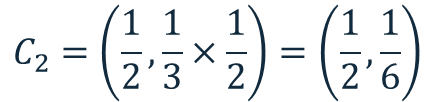 C₂ = (1/2, 1/3 × 1/2) = (1/2, 1/6)